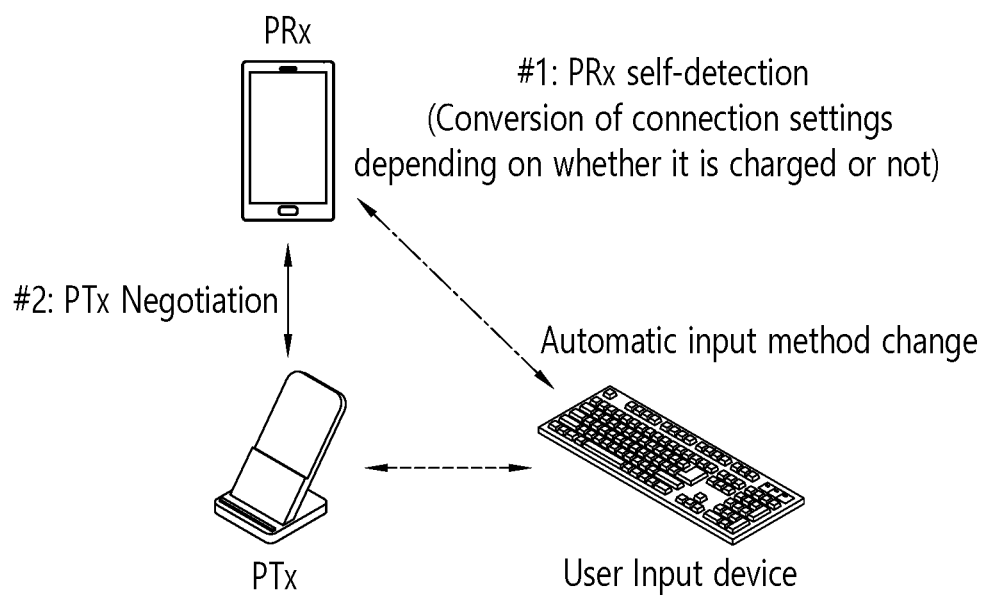 PRx
#1: PRx self-detection
(Conversion of connection settings
depending on whether it is charged or not)
#2: PTx Negotiation
Automatic input method change
PTx
User Input device